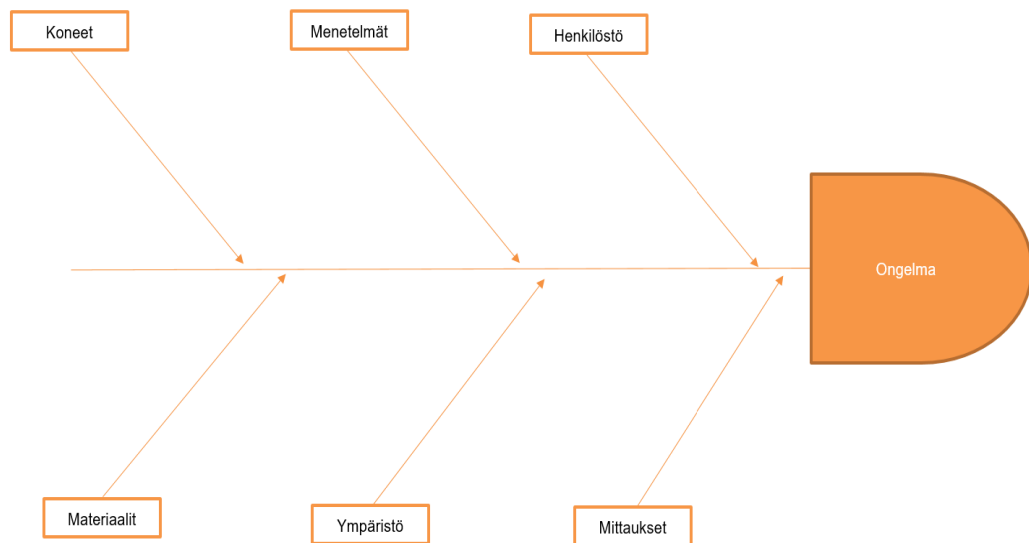 Koneet
Menetelmät
Henkilöstö
Ongelma
Materiaalit
Ympäristö
Mittaukset